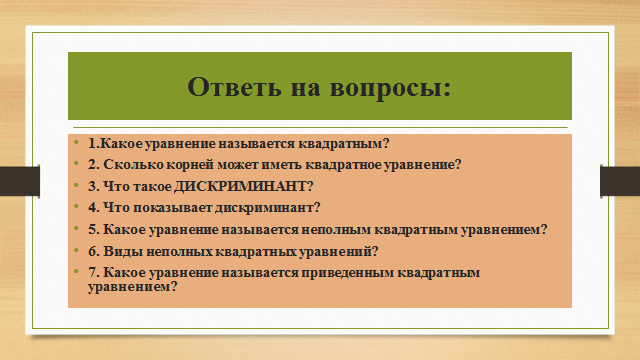 Ответь на вопросы:
1.Какое уравнение называется квадратным?
2. Сколько корней может иметь квадратное уравнение?
3. Что такое ДИСКРИМИНАНТ?
4. Что показывает дискриминант?
5. Какое уравнение называется неполным квадратным уравнением?
6. Виды неполных квадратных уравнений?
7. Какое уравнение называется приведенным квадратным
уравнением?